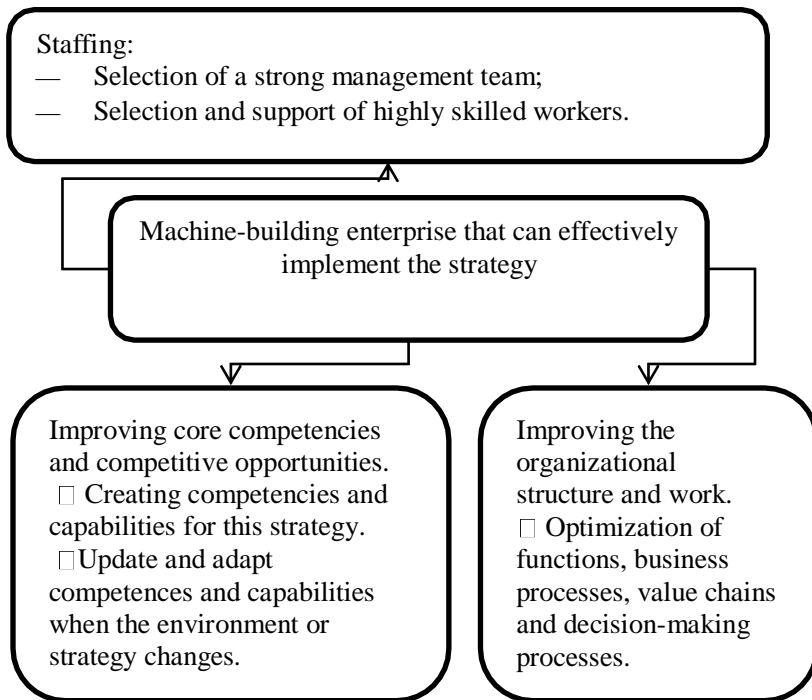 Staffing:
— Selection of a strong management team;
— Selection and support of highly skilled workers.
Machine-building enterprise that can effectively
implement the strategy
Improving core competencies
and competitive opportunities.
□ Creating competencies and
capabilities for this strategy.
□Update and adapt
competences and capabilities
when the environment or
strategy changes.
Improving the
organizational
structure and work.
□ Optimization of
functions, business
processes, value chains
and decision-making
processes.